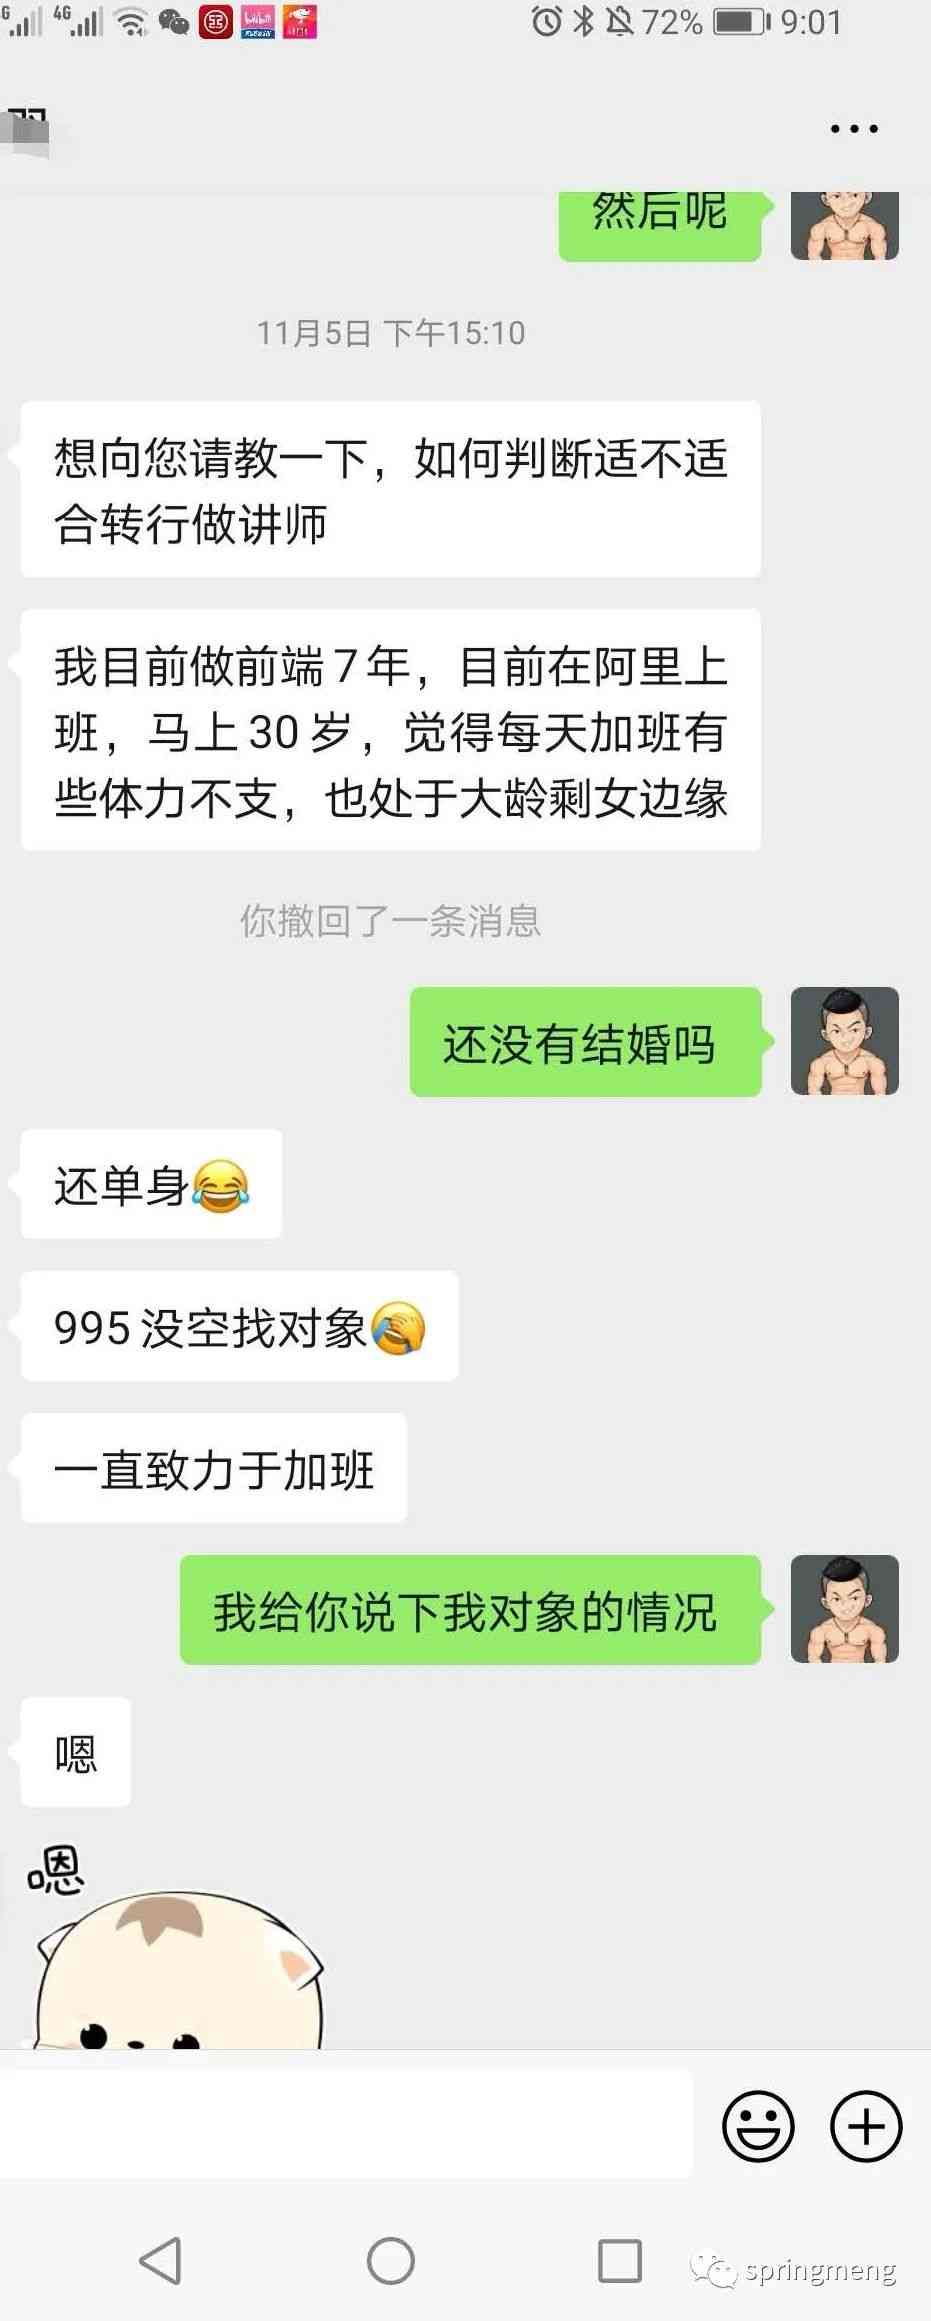 4G
72%
9:01
然后呢
11月5日 下午15:10
想向您请教一下，如何判断适不适
合转行做讲师
我目前做前端7年，目前在阿里上
班，马上30岁，觉得每天加班有
些体力不支，也处于大龄剩女边缘
你撤回了一条消息
还没有结婚吗
还单身😂
995没空找对象🤦
一直致力于加班
我给你说下我对象的情况
嗯
嗯
springmeng